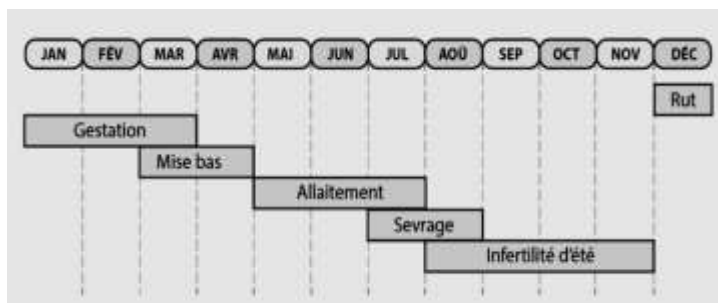 JAN FÉV MAR AVR MAI JUN JUL AOÛ SEP OCT NOV DÉC
Rut
Gestation
Mise bas
Allaitement
Sevrage
Infertilité d'été